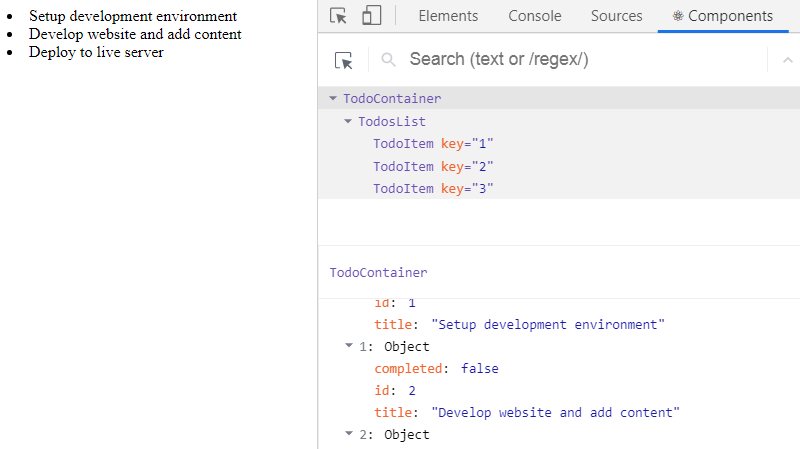 Setup development environment
Develop website and add content
Deploy to live server
Elements Console Sources Components
Search (text or /regex/)
TodoContainer
TodosList
TodoItem key="1"
TodoItem key="2"
TodoItem key="3"
TodoContainer
id: 1
title: "Setup development environment"
1: Object
completed: false
id: 2
title: "Develop website and add content"
2: Object